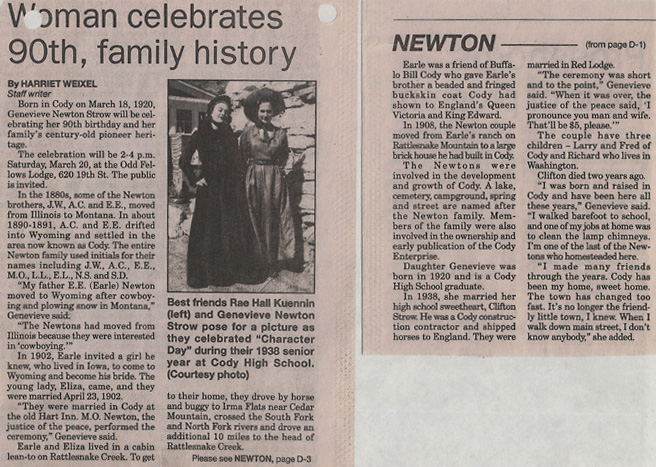 Woman celebrates
90th, family history
By HARRIET WEIXEL
Staff writer
Born in Cody on March 18, 1920,
Genevieve Newton Strow will be cel-
ebrating her 90th birthday and her
family's century-old pioneer heri-
tage.
The celebration will be 2-4 p.m.
Saturday, March 20, at the Odd Fel-
lows Lodge, 620 19th St. The public
is invited.
In the 1880s, some of the Newton
brothers, J.W., A.C. and E.E., moved
from Illinois to Montana. In about
1890-1891, A.C. and E.E. drifted
into Wyoming and settled in the
area now known as Cody. The entire
Newton family used initials for their
names including J.W., A.C., E.E.,
M.O., L.L., EL., N.S. and S.D.
"My father E.E. (Earle) Newton
moved to Wyoming after cowboy-
ing and plowing snow in Montana,"
Genevieve said.
"The Newtons had moved from
Illinois because they were interested
in 'cowboying.'"
In 1902, Earle invited a girl he
knew, who lived in Iowa, to come to
Wyoming and become his bride. The
young lady, Eliza, came, and they
were married April 23, 1902.
"They were married in Cody at
the old Hart Inn. M.O. Newton, the
justice of the peace, performed the
ceremony," Genevieve said.
Earle and Eliza lived in a cabin
lean-to on Rattlesnake Creek. To get
Best friends Rae Hall Kuennin
(left) and Genevieve Newton
Strow pose for a picture as
they celebrated "Character
Day" during their 1938 senior
year at Cody High School.
(Courtesy photo)
to their home, they drove by horse
and buggy to Irma Flats near Cedar
Mountain, crossed the South Fork
and North Fork rivers and drove an
additional 10 miles to the head of
Rattlesnake Creek.
Please see NEWTON, page D-3
NEWTON (from page D-1)
Earle was a friend of Buffa-
lo Bill Cody who gave Earle's
brother a beaded and fringed
buckskin coat Cody had
shown to England's Queen
Victoria and King Edward.
In 1908, the Newton couple
moved from Earle's ranch on
Rattlesnake Mountain to a large
brick house he had built in Cody.
The Newtons were
involved in the development
and growth of Cody. A lake,
cemetery, campground, spring
and street are named after
the Newton family. Mem-
bers of the family were also
involved in the ownership and
early publication of the Cody
Enterprise.
Daughter Genevieve was
born in 1920 and is a Cody
High School graduate.
In 1938, she married her
high school sweetheart, Clifton
Strow. He was a Cody construc-
tion contractor and shipped
horses to England. They were
married in Red Lodge.
"The ceremony was short
and to the point," Genevieve
said. "When it was over, the
justice of the peace said, 'I
pronounce you man and wife.
That'll be $5, please.'"
The couple have three
children – Larry and Fred of
Cody and Richard who lives in
Washington.
Clifton died two years ago.
"I was born and raised in
Cody and have been here all
these years," Genevieve said.
"I walked barefoot to school,
and one of my jobs at home was
to clean the lamp chimneys.
I'm one of the last of the New-
tons who homesteaded here.
"I made many friends
through the years. Cody has
been my home, sweet home.
The town has changed too
fast. It's no longer the friend-
ly little town, I knew. When I
walk down main street, I don't
know anybody," she added.